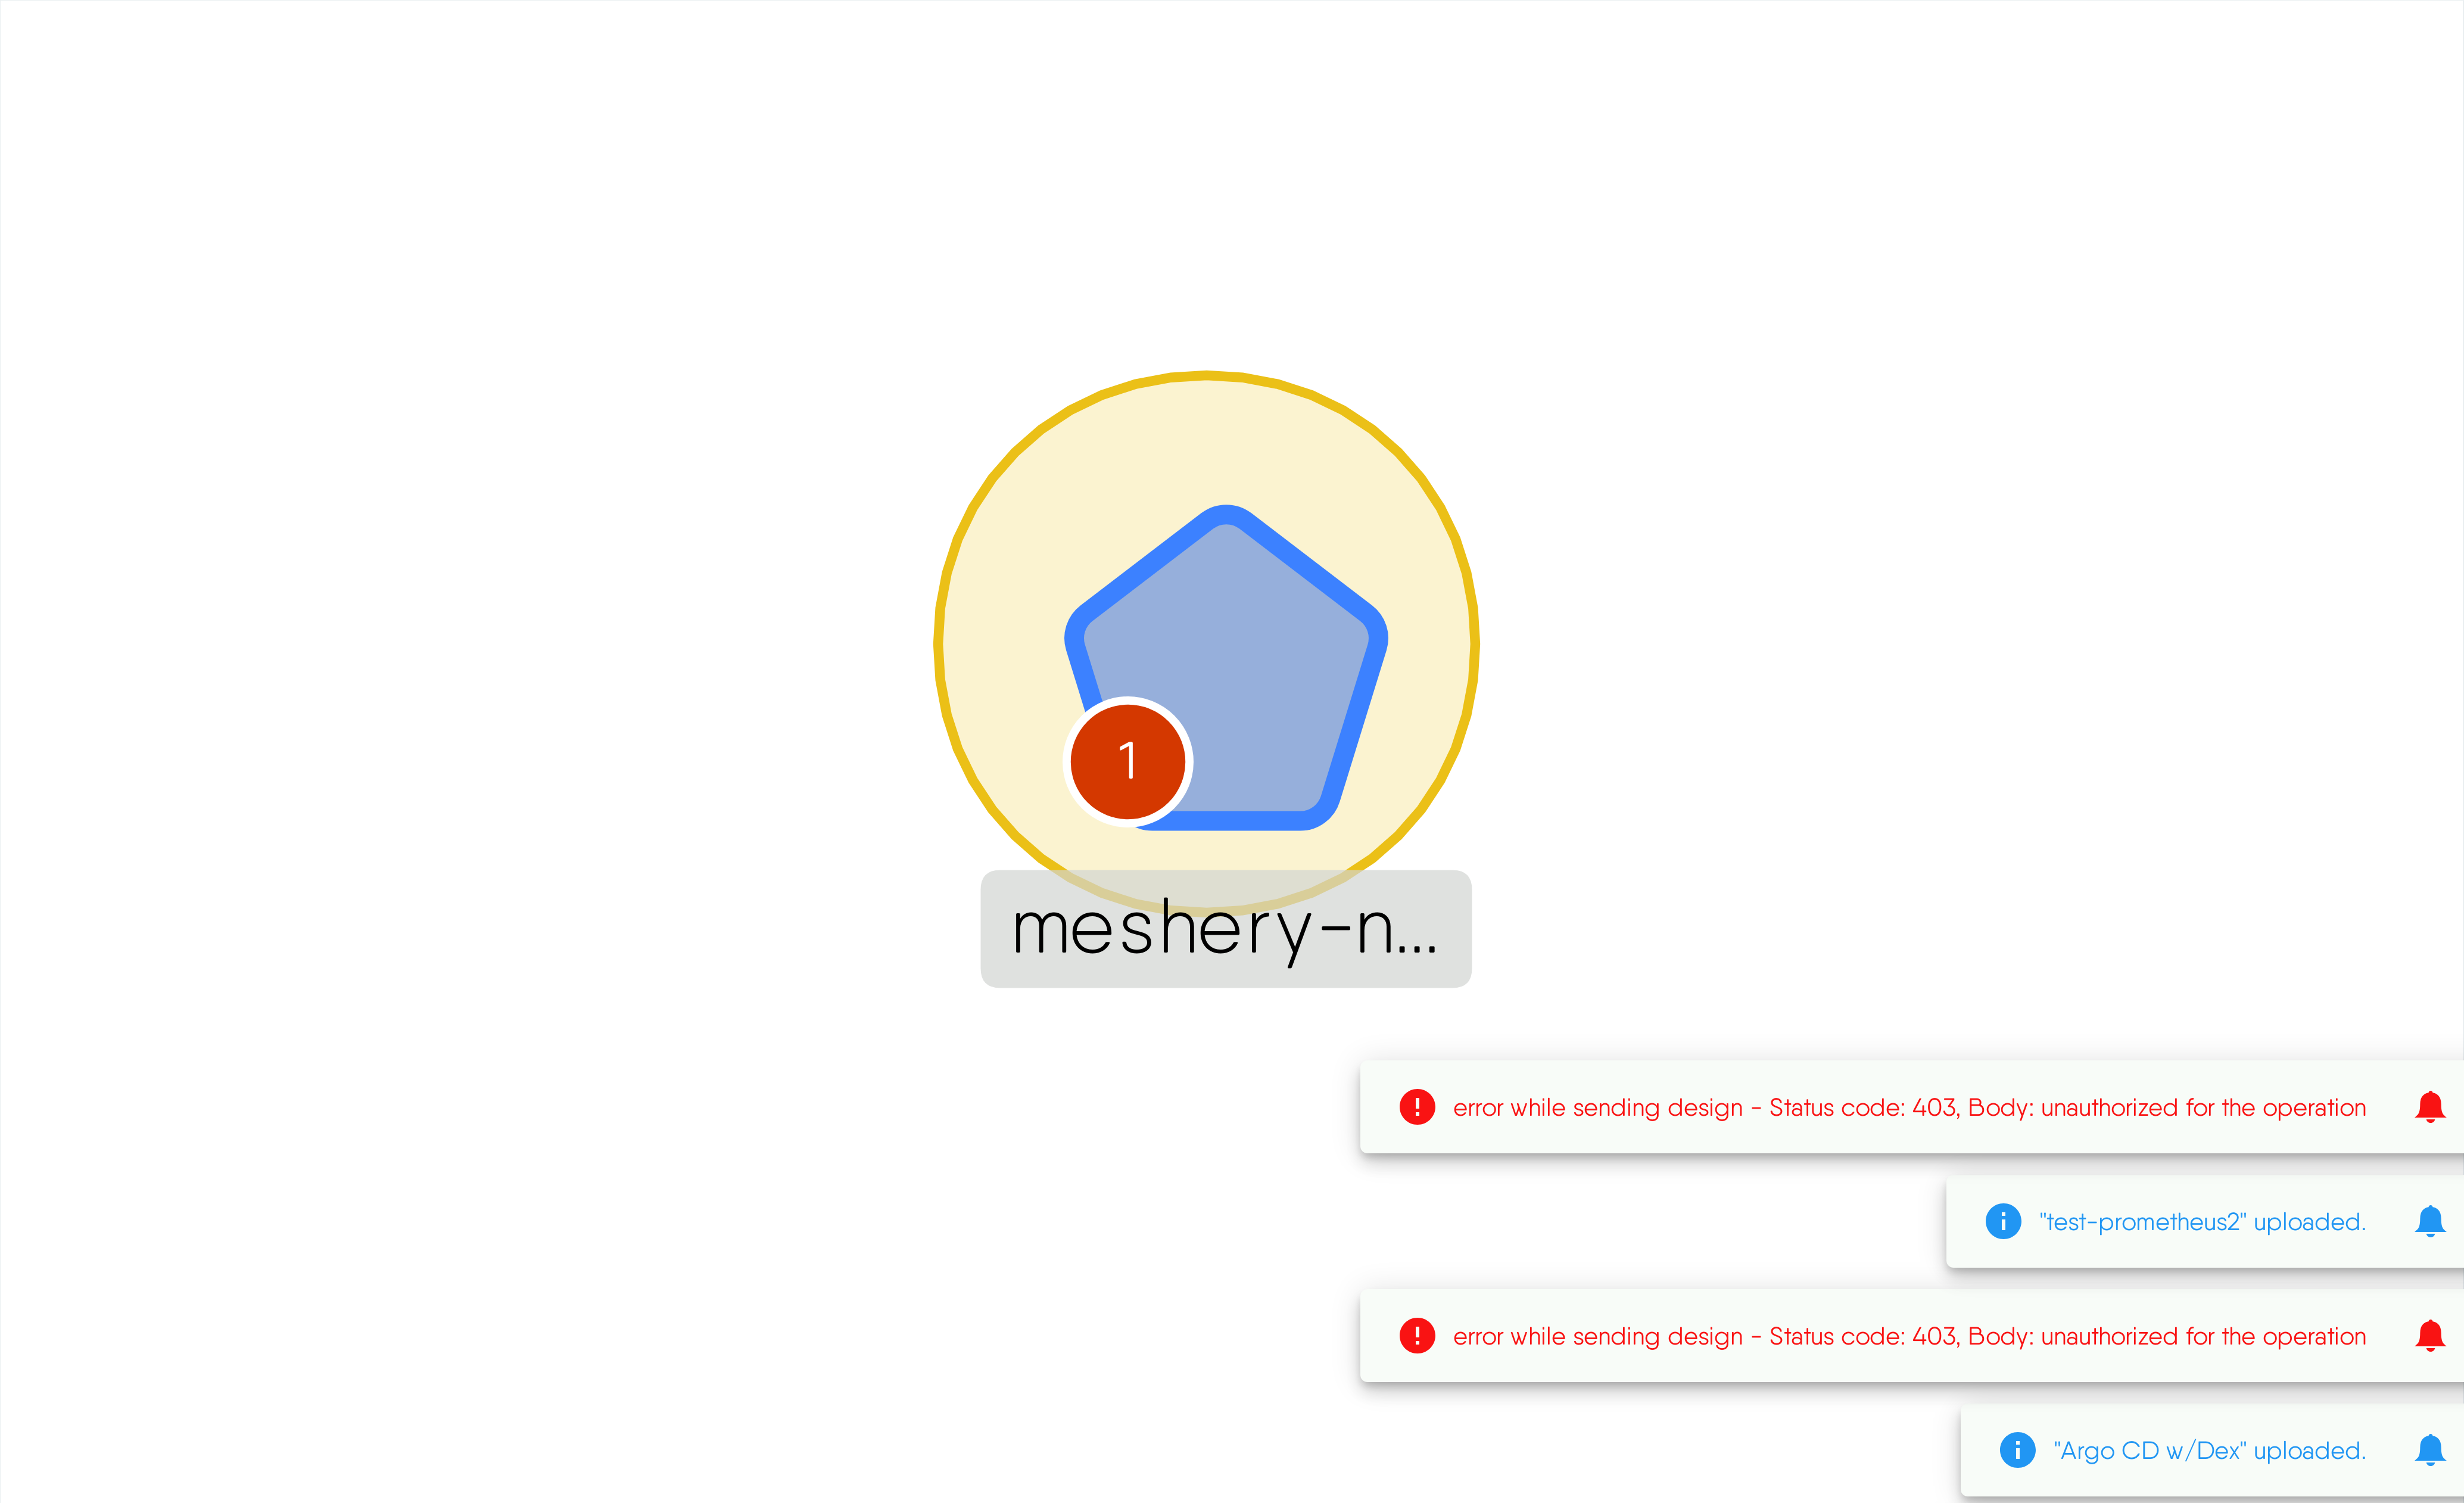 1
meshery-n...
error while sending design - Status code: 403, Body: unauthorized for the operation
"test-prometheus2" uploaded.
error while sending design - Status code: 403, Body: unauthorized for the operation
"Argo CD w/Dex" uploaded.